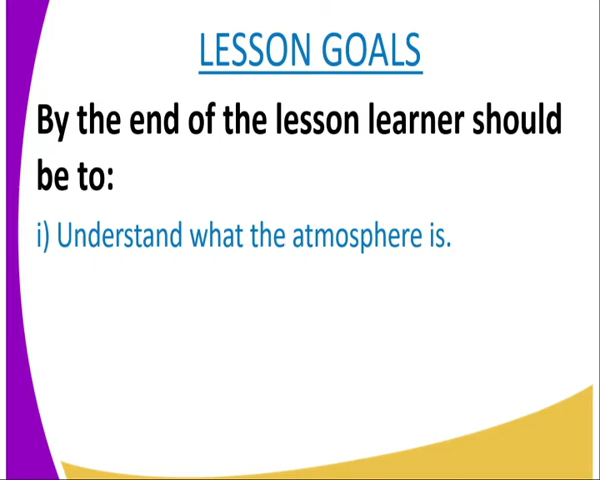 LESSON GOALS
By the end of the lesson learner should
be to:
i) Understand what the atmosphere is.